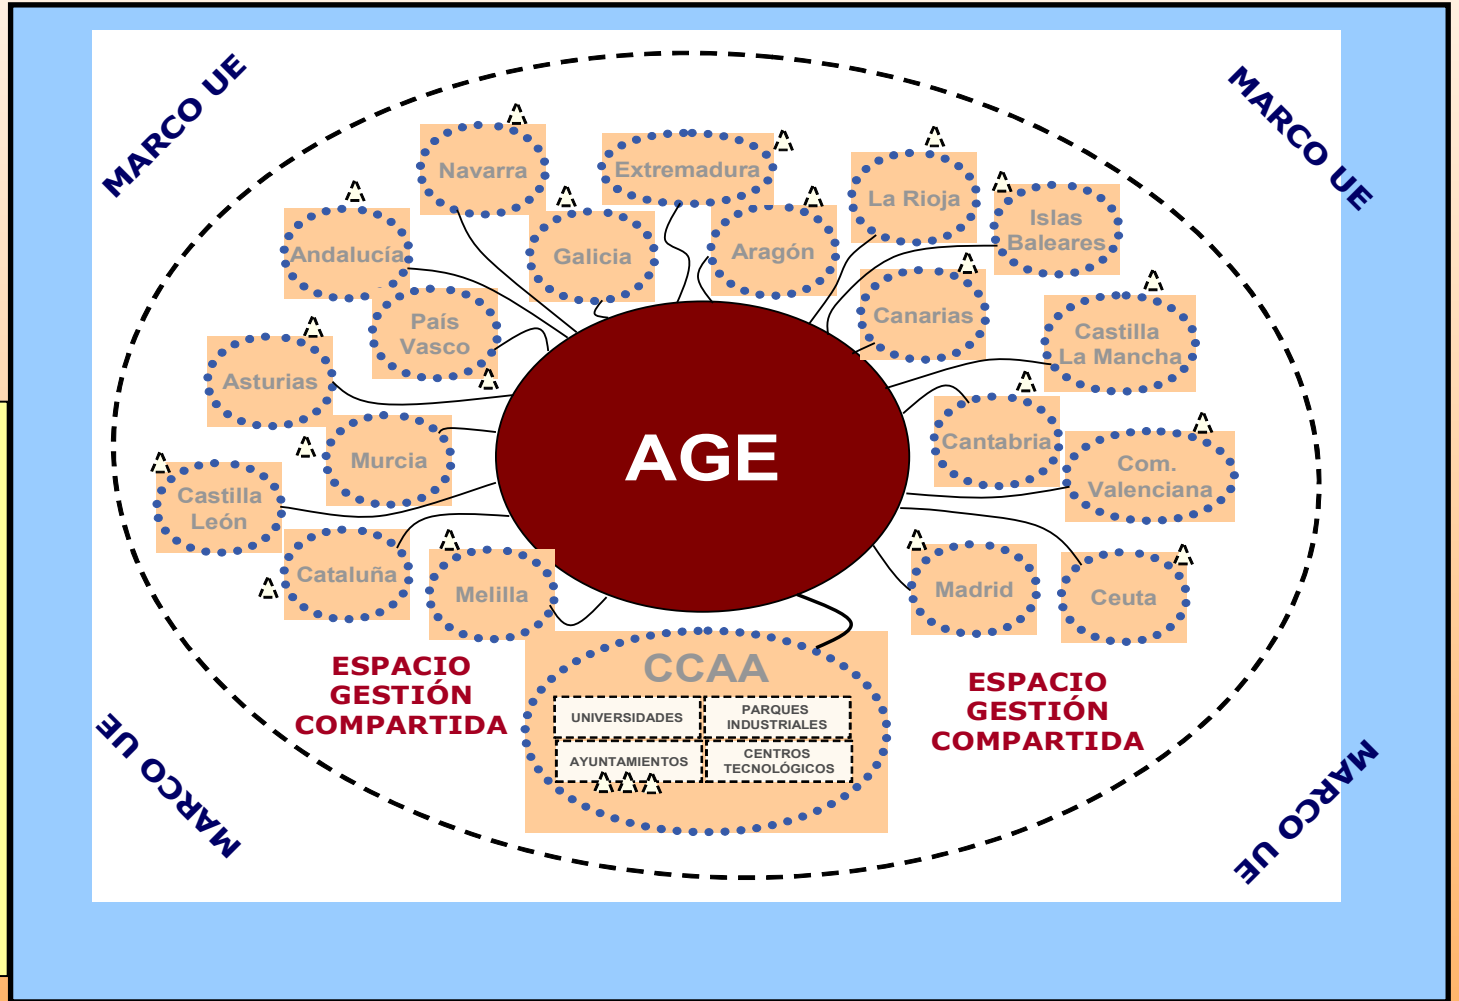 MARCO UE
MARCO UE
Navarra
Extremadura
La Rioja
Islas
Baleares
Andalucía
Galicia
Aragón
País
Vasco
Canarias
Castilla
La Mancha
Asturias
Murcia
AGE
Cantabria
Com.
Valenciana
Castilla
León
Cataluña
Melilla
Madrid
Ceuta
ESPACIO
GESTIÓN
COMPARTIDA
CCAA
UNIVERSIDADES
PARQUES
INDUSTRIALES
AYUNTAMIENTOS
CENTROS
TECNOLÓGICOS
ESPACIO
GESTIÓN
COMPARTIDA
MARCO UE
MARCO UE